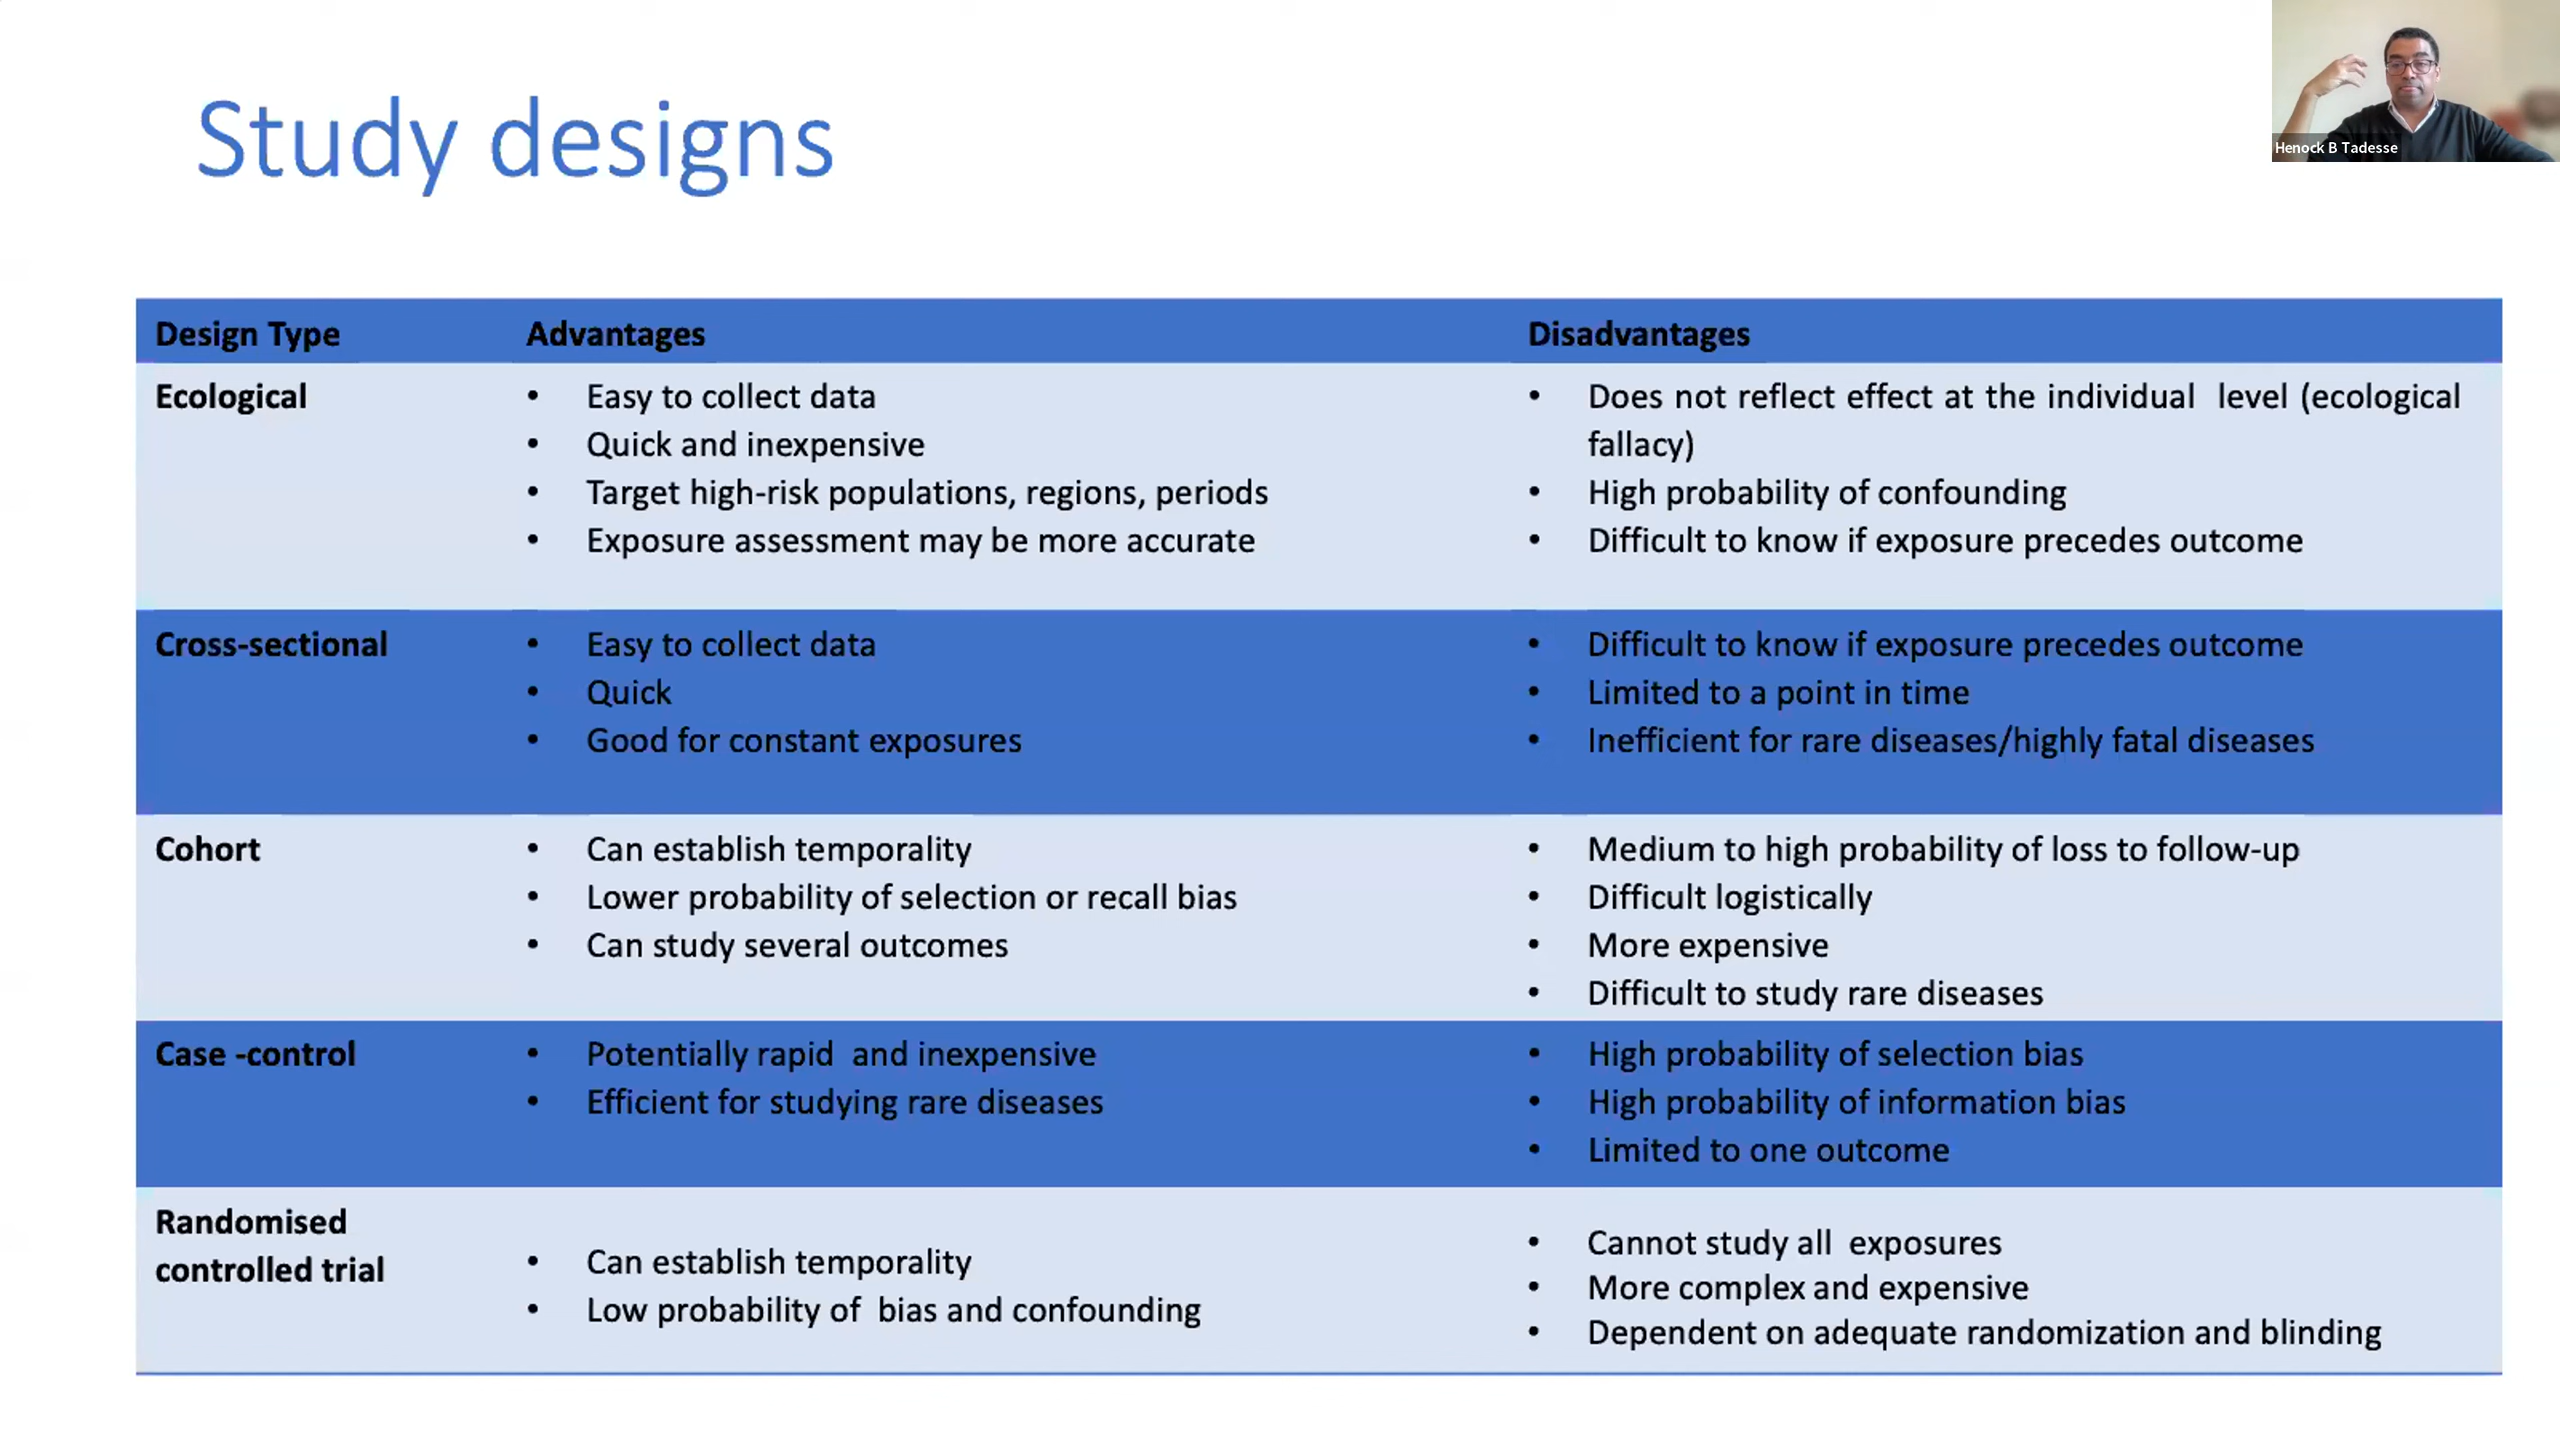 Henock B Tadesse
Study designs
Design Type Advantages Disadvantages
Ecological
• Easy to collect data
• Quick and inexpensive
• Target high-risk populations, regions, periods
• Exposure assessment may be more accurate
• Does not reflect effect at the individual level (ecological
fallacy)
• High probability of confounding
• Difficult to know if exposure precedes outcome
Cross-sectional
• Easy to collect data
• Quick
• Good for constant exposures
• Difficult to know if exposure precedes outcome
• Limited to a point in time
• Inefficient for rare diseases/highly fatal diseases
Cohort
• Can establish temporality
• Lower probability of selection or recall bias
• Can study several outcomes
• Medium to high probability of loss to follow-up
• Difficult logistically
• More expensive
• Difficult to study rare diseases
Case -control
• Potentially rapid and inexpensive
• Efficient for studying rare diseases
• High probability of selection bias
• High probability of information bias
• Limited to one outcome
Randomised
controlled trial
• Can establish temporality
• Low probability of bias and confounding
• Cannot study all exposures
• More complex and expensive
• Dependent on adequate randomization and blinding